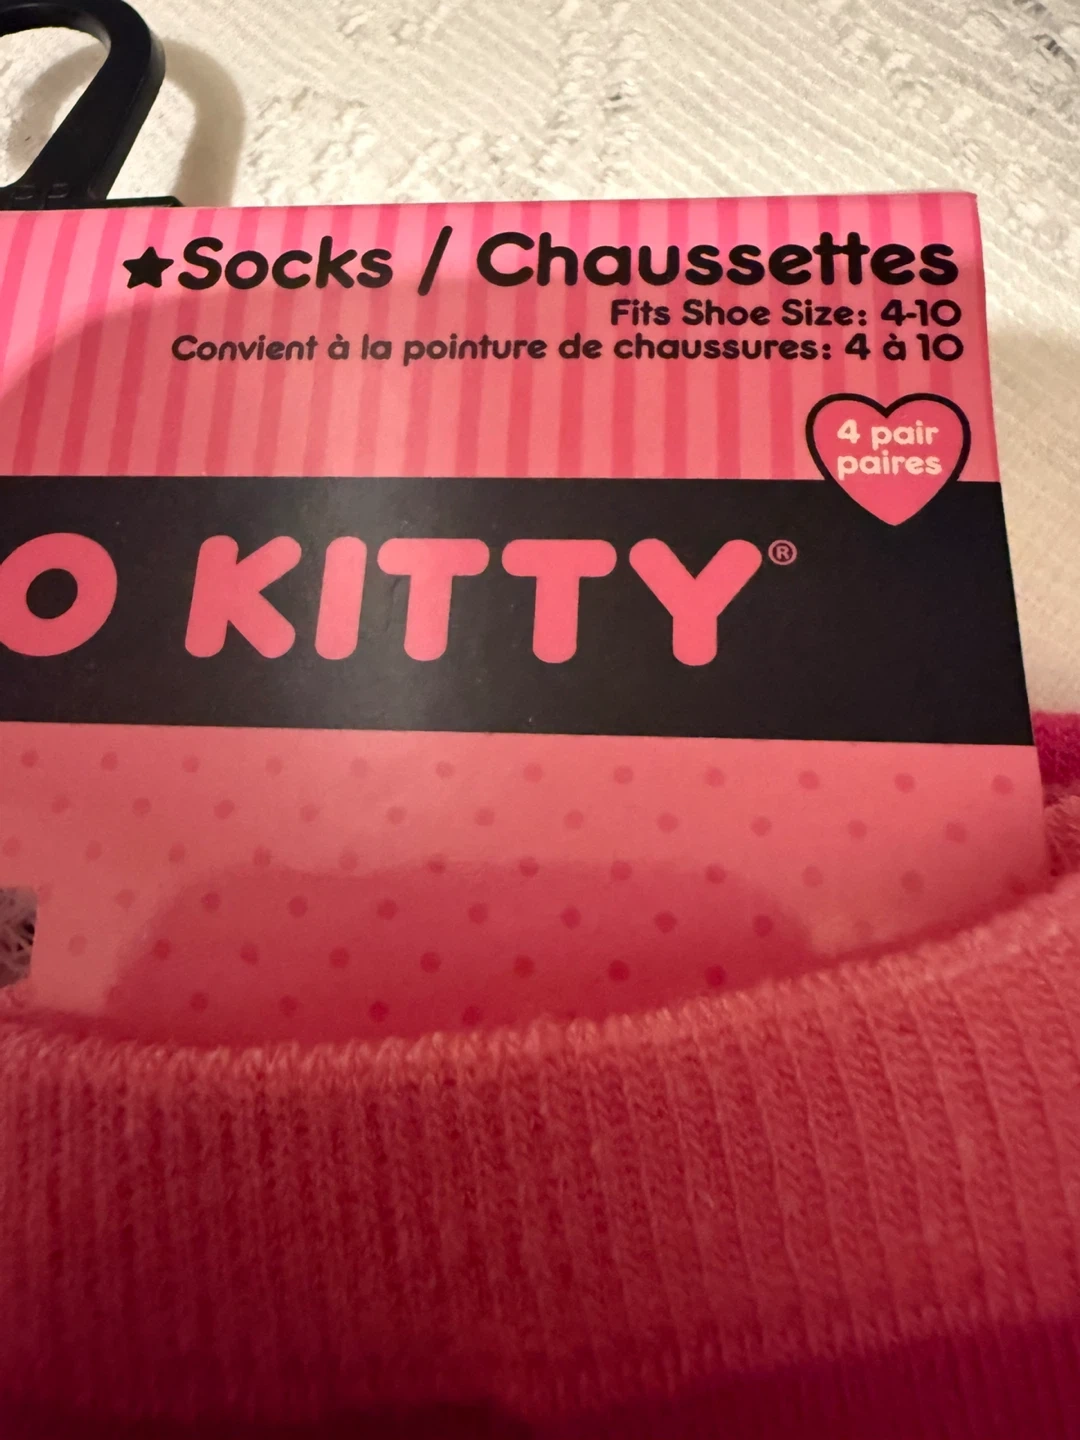 ★Socks / Chaussettes
Fits Shoe Size: 4-10
Convient à la pointure de chaussures: 4 à 10
4 pair
paires
O KITTY®